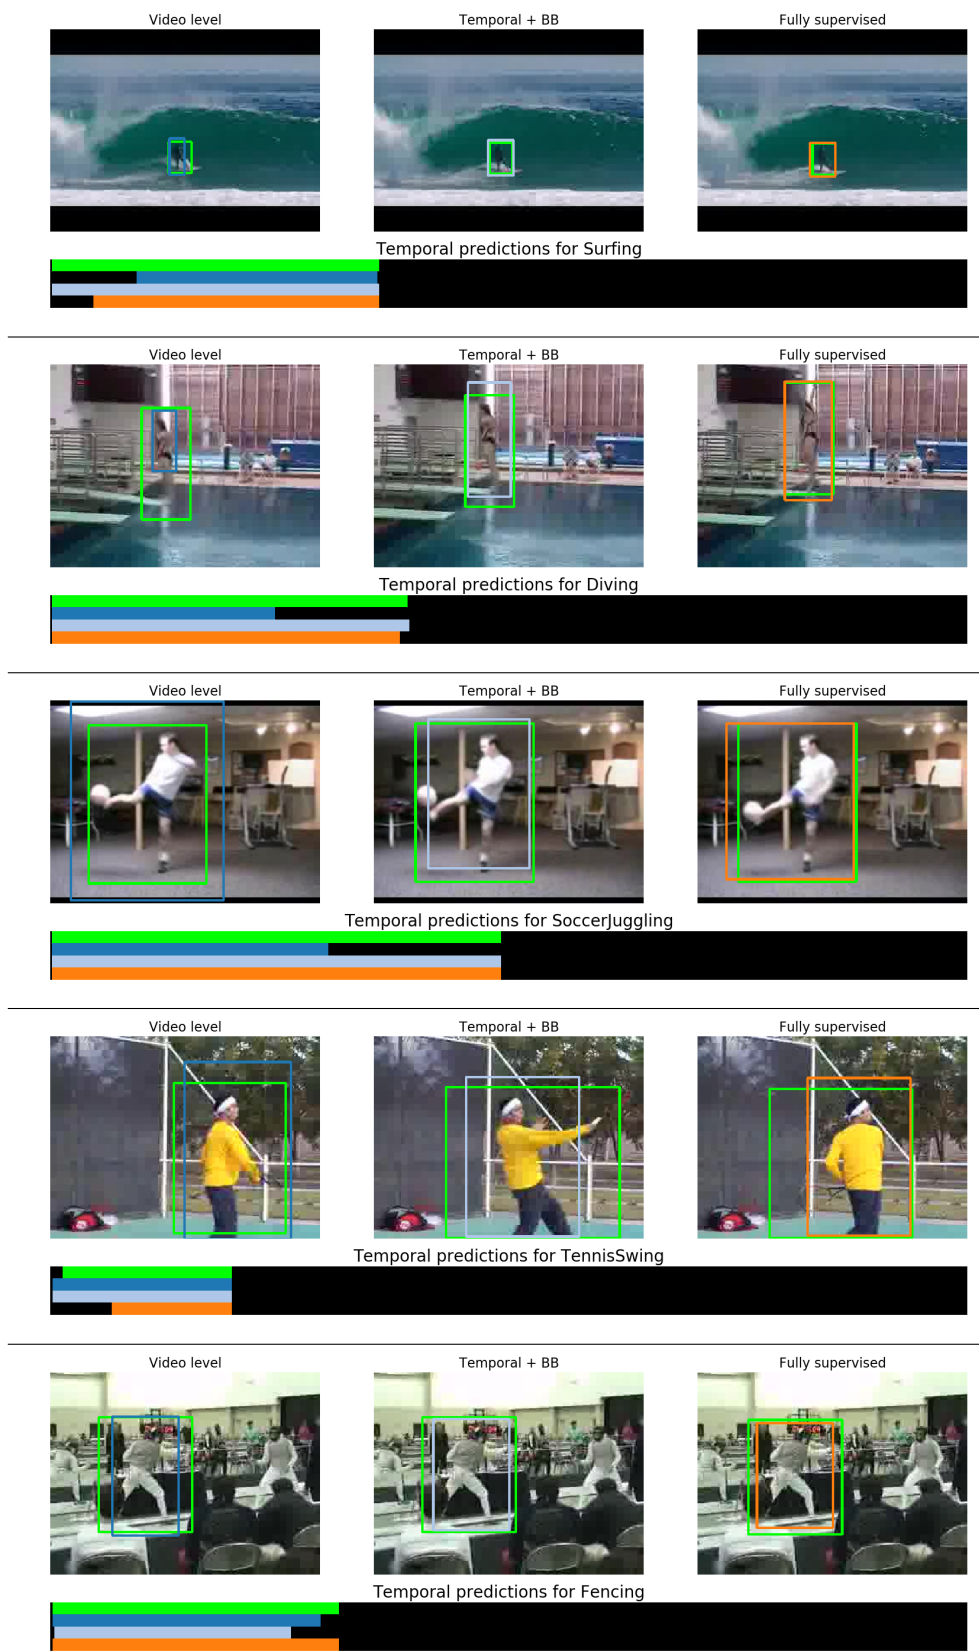 Video level Temporal + BB Fully supervised
Temporal predictions for Surfing
Video level Temporal + BB Fully supervised
Temporal predictions for Diving
Video level Temporal + BB Fully supervised
Temporal predictions for SoccerJuggling
Video level Temporal + BB Fully supervised
Temporal predictions for TennisSwing
Video level Temporal + BB Fully supervised
Temporal predictions for Fencing